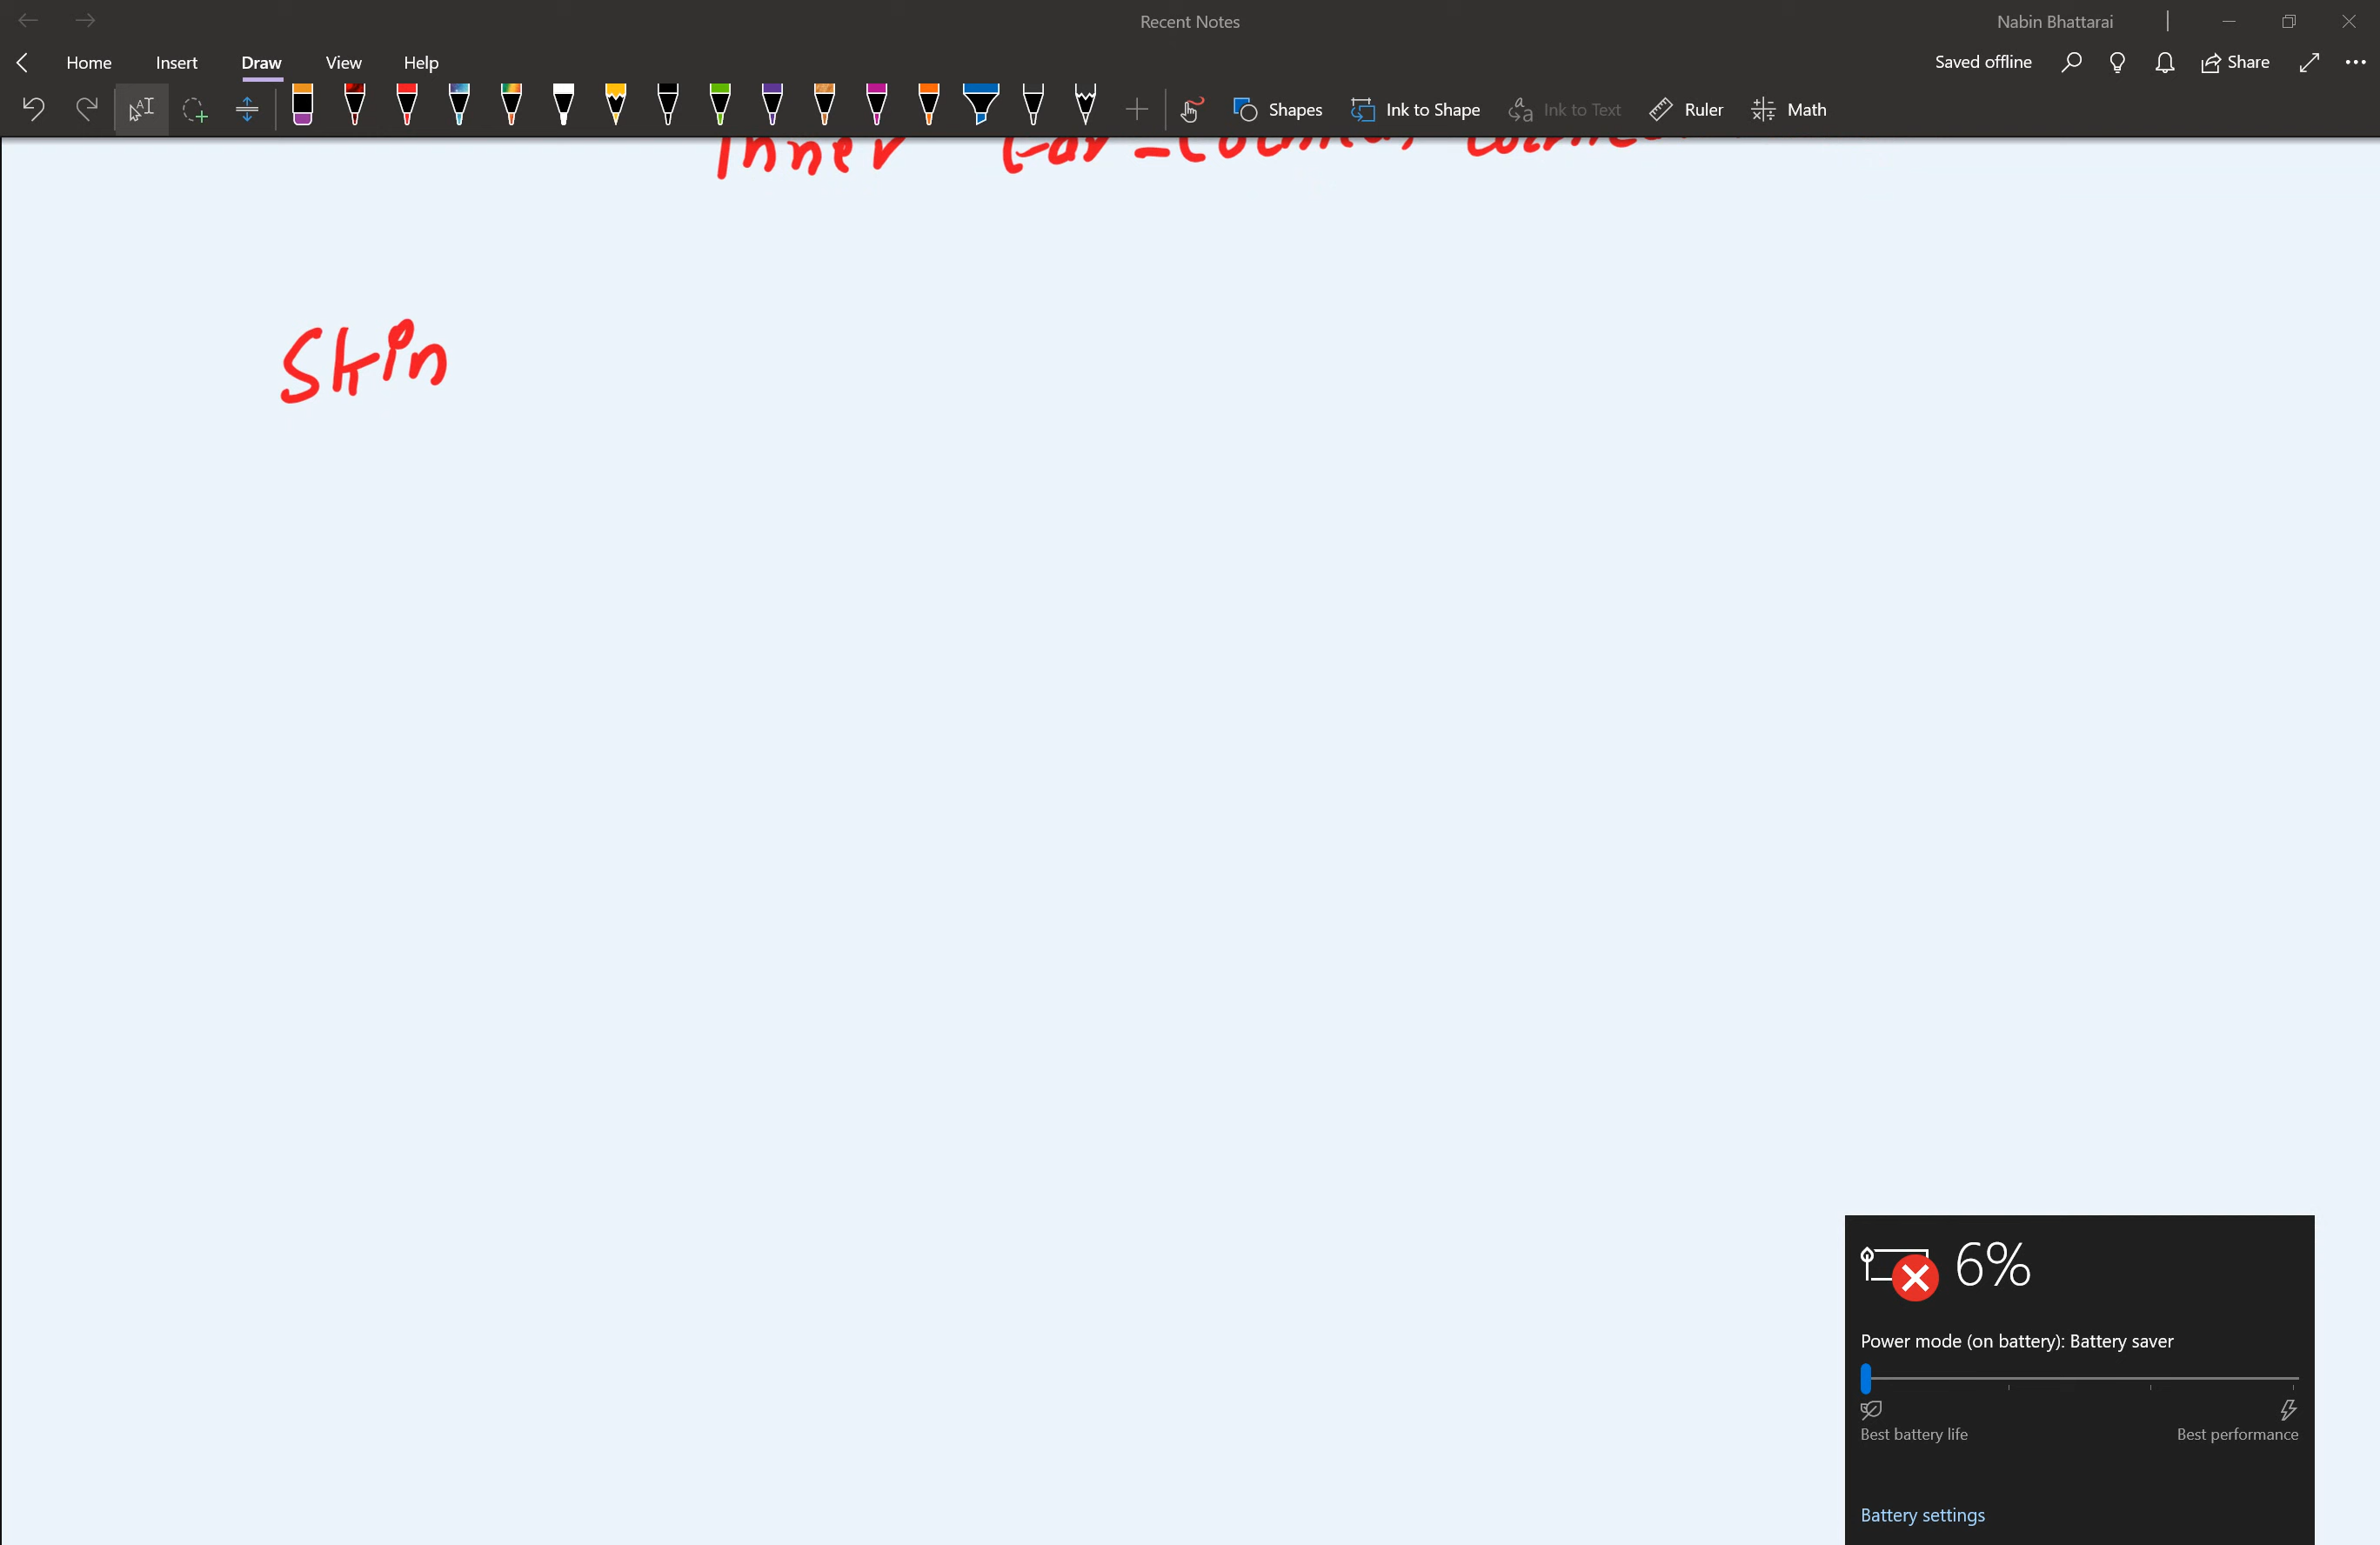 Recent Notes
Nabin Bhattarai
Home Insert Draw View Help
Saved offline
Share
Shapes
Ink to Shape
Ink to Text
Ruler
Math
Inner Ear -
Skin
6%
Power mode (on battery): Battery saver
Best battery life Best performance
Battery settings